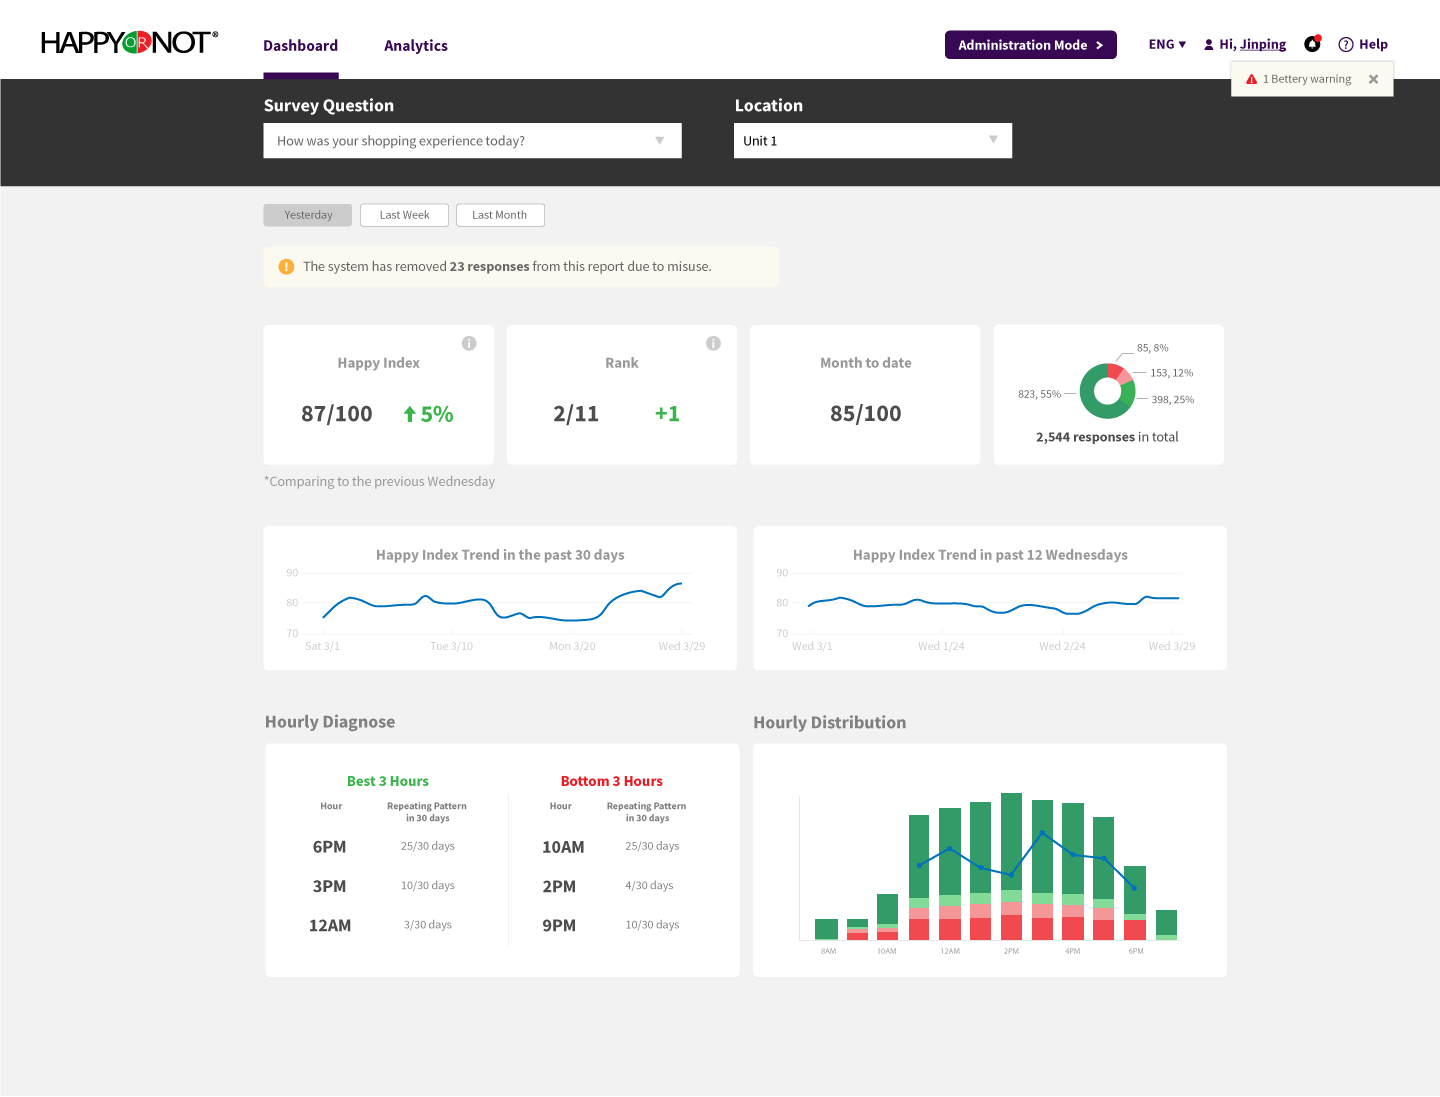 HAPPY OR NOT®
Dashboard
Analytics
Administration Mode >
ENG ▼
Hi, Jinping
? Help
1 Bettery warning ×
Survey Question
Location
How was your shopping experience today? ▼
Unit 1 ▼
Yesterday
Last Week
Last Month
The system has removed 23 responses from this report due to misuse.
Happy Index
87/100
5%
Rank
2/11
+1
Month to date
85/100
85, 8%
153, 12%
823, 55%
398, 25%
2,544 responses in total
*Comparing to the previous Wednesday
Happy Index Trend in the past 30 days
90
80
70
Sat 3/1
Tue 3/10
Mon 3/20
Wed 3/29
Happy Index Trend in past 12 Wednesdays
90
80
70
Wed 3/1
Wed 1/24
Wed 2/24
Wed 3/29
Hourly Diagnose
Best 3 Hours
Hour
Repeating Pattern
in 30 days
6PM
25/30 days
3PM
10/30 days
12AM
3/30 days
Bottom 3 Hours
Hour
Repeating Pattern
in 30 days
10AM
25/30 days
2PM
4/30 days
9PM
10/30 days
Hourly Distribution
8AM
10AM
12AM
2PM
4PM
6PM